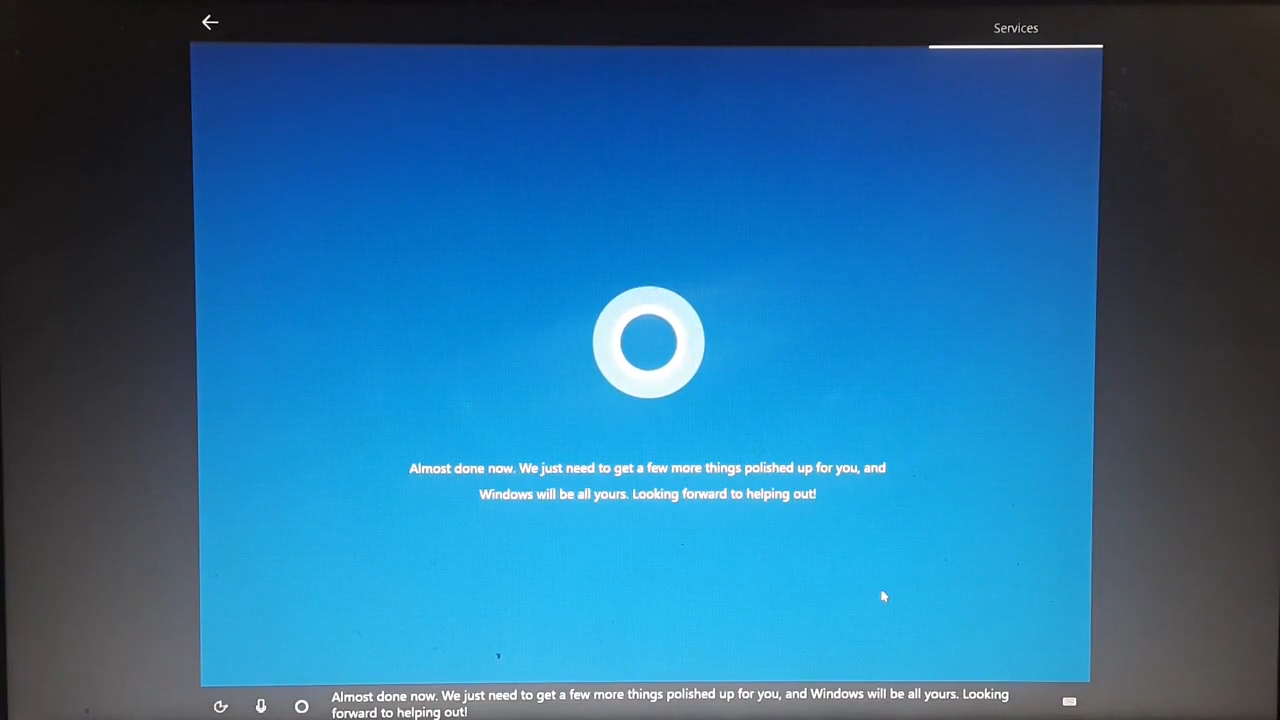 Services
Almost done now. We just need to get a few more things polished up for you, and
Windows will be all yours. Looking forward to helping out!
Almost done now. We just need to get a few more things polished up for you, and Windows will be all yours. Looking
forward to helping out!